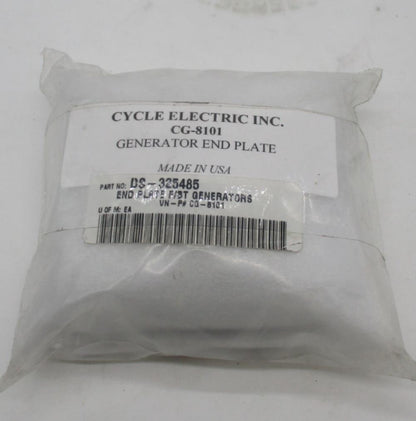 CYCLE ELECTRIC INC.
CG-8101
GENERATOR END PLATE
MADE IN USA
PART NO: DS-325485
END PLATE F/ST GENERATORS
VN-P# CG-8101
U OF M: EA